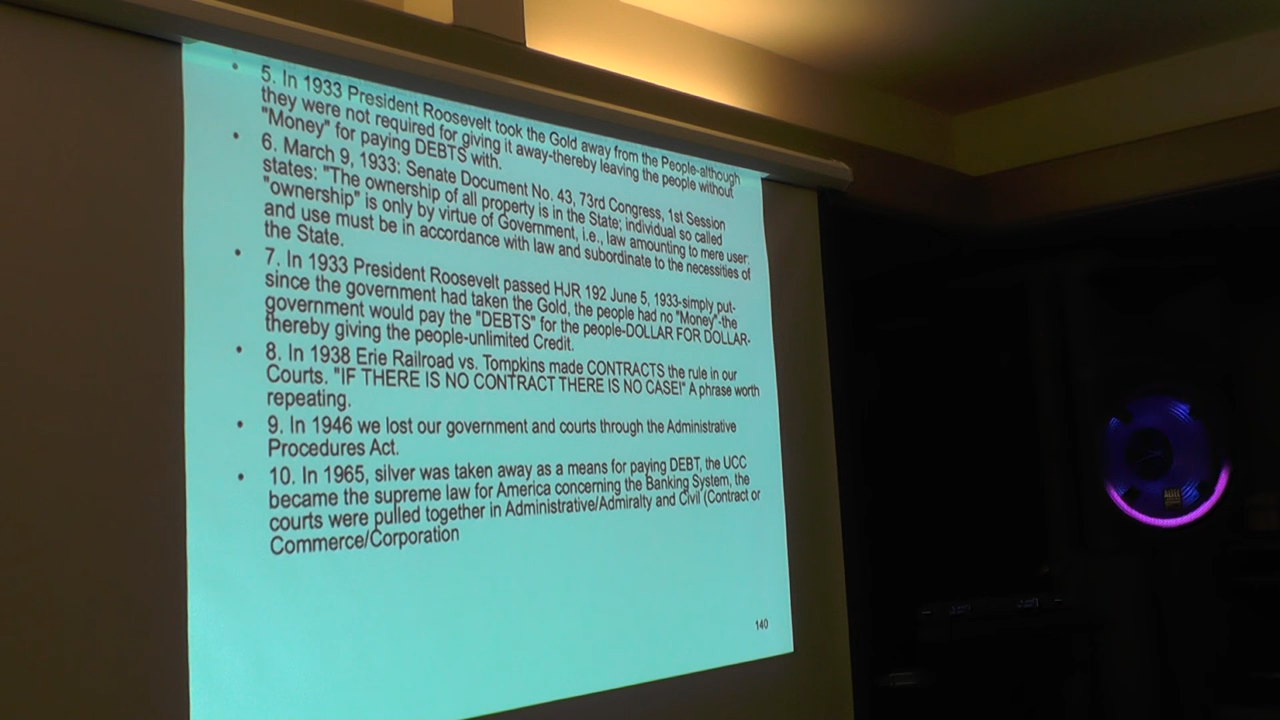 • 5. In 1933 President Roosevelt took the Gold away from the People-although
they were not required for giving it away-thereby leaving the people without
"Money" for paying DEBTS with.
• 6. March 9, 1933: Senate Document No. 43, 73rd Congress, 1st Session
states: "The ownership of all property is in the State; individual so called
"ownership" is only by virtue of Government, i.e., law amounting to mere user;
and use must be in accordance with law and subordinate to the necessities of
the State.
• 7. In 1933 President Roosevelt passed HJR 192 June 5, 1933-simply put-
since the government had taken the Gold, the people had no "Money"-the
government would pay the "DEBTS" for the people-DOLLAR FOR DOLLAR-
thereby giving the people-unlimited Credit.
• 8. In 1938 Erie Railroad vs. Tompkins made CONTRACTS the rule in our
Courts. "IF THERE IS NO CONTRACT THERE IS NO CASE!" A phrase worth
repeating.
• 9. In 1946 we lost our government and courts through the Administrative
Procedures Act.
• 10. In 1965, silver was taken away as a means for paying DEBT, the UCC
became the supreme law for America concerning the Banking System, the
courts were pulled together in Administrative/Admiralty and Civil (Contract or
Commerce/Corporation
140